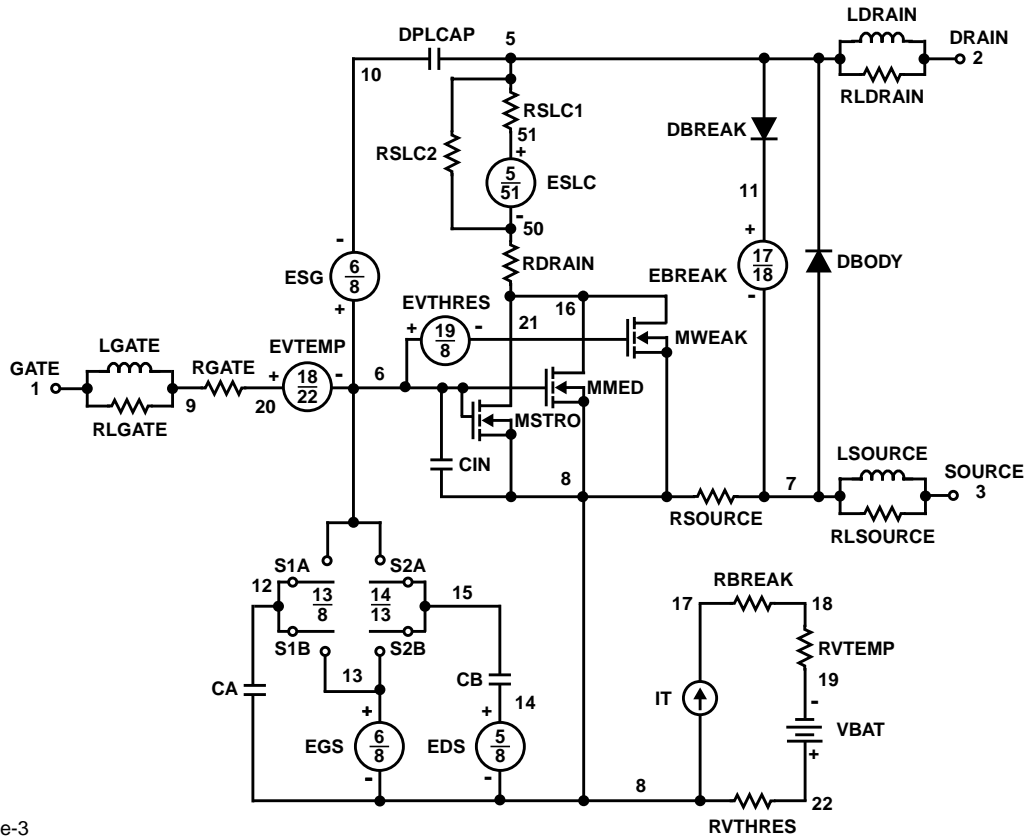 LDRAIN
DPLCAP 5 DRAIN
10 2
RLDRAIN
RSLC1
DBREAK
51
+
RSLC2
5
51
ESLC
11
-
50
- +
RDRAIN
17
18
EBREAK DBODY
6
8
ESG
EVTHRES 16
+ 21 -
+ 19
8
- MWEAK
LGATE EVTEMP
GATE RGATE + 18
22
- 6
1 MMED
9 20
RLGATE MSTRO
LSOURCE
CIN 8 7 SOURCE
3
RSOURCE
RLSOURCE
S1A S2A
12 13
8
14
13
15
RBREAK
17 18
S1B S2B
13 RVTEMP
CA CB 19
14 IT -
+ +
VBAT
EGS 6
8
EDS 5
8
+
- -
8
22
RVTHRES
e-3